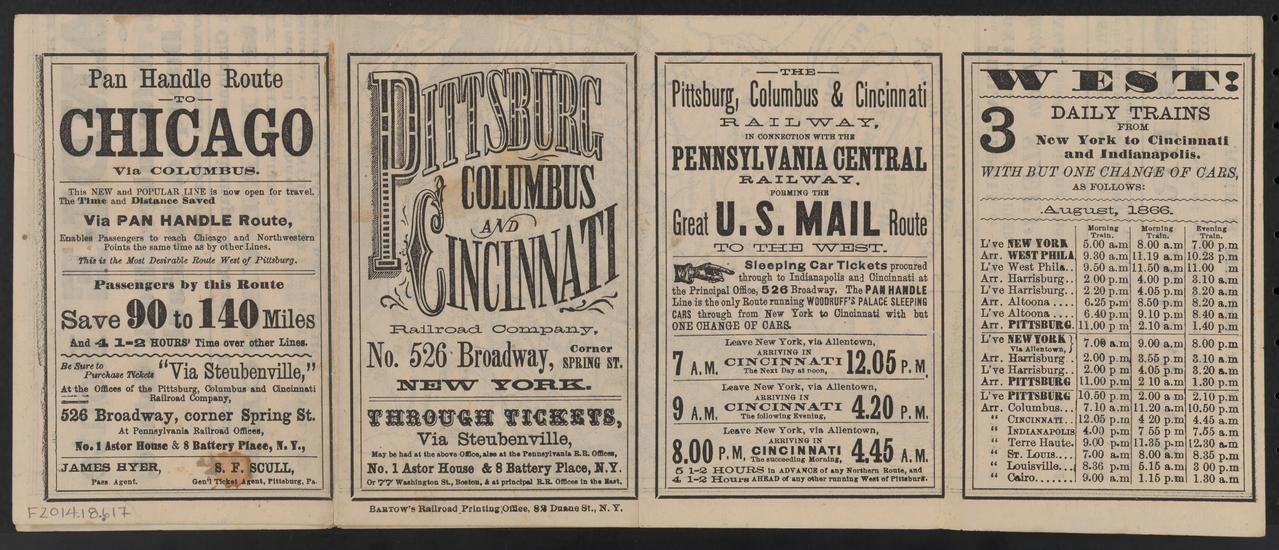 Pan Handle Route
—TO—
CHICAGO
Via COLUMBUS.
This NEW and POPULAR LINE is now open for travel.
The Time and Distance Saved
Via PAN HANDLE Route,
Enables Passengers to reach Chicago and Northwestern
Points the same time as by other Lines.
This is the Most Desirable Route West of Pittsburg.
Passengers by this Route
Save 90 to 140 Miles
And 4 1-2 HOURS' Time over other Lines.
Be Sure to
Purchase Tickets "Via Steubenville,"
At the Offices of the Pittsburg, Columbus and Cincinnati
Railroad Company,
526 Broadway, corner Spring St.
At Pennsylvania Railroad Offices,
No. 1 Astor House & 8 Battery Place, N. Y.,
JAMES HYER, S. F. SCULL,
Pass. Agent. Gen'l Ticket Agent, Pittsburg, Pa.
F2014.18.617
PITTSBURG
COLUMBUS
AND
CINCINNATI
Railroad Company,
No. 526 Broadway, Corner SPRING ST.
NEW YORK.
THROUGH TICKETS,
Via Steubenville,
May be had at the above Office, also at the Pennsylvania R.R. Offices,
No. 1 Astor House & 8 Battery Place, N.Y.
Or 77 Washington St., Boston, & at principal R.R. Offices in the East,
BARTOW'S Railroad Printing Office, 82 Duane St., N. Y.
—THE—
Pittsburg, Columbus & Cincinnati
RAILWAY,
IN CONNECTION WITH THE
PENNSYLVANIA CENTRAL
RAILWAY,
FORMING THE
Great U. S. MAIL Route
TO THE WEST.
Sleeping Car Tickets procured
through to Indianapolis and Cincinnati at
the Principal Office, 526 Broadway. The PAN HANDLE
Line is the only Route running WOODRUFF'S PALACE SLEEPING
CARS through from New York to Cincinnati with but
ONE CHANGE OF CARS.
Leave New York, via Allentown,
7 A.M. ARRIVING IN CINCINNATI The Next Day at noon, 12.05 P.M.
Leave New York, via Allentown,
9 A.M. ARRIVING IN CINCINNATI The following Evening, 4.20 P.M.
Leave New York, via Allentown,
8.00 P.M. ARRIVING IN CINCINNATI The succeeding Morning, 4.45 A.M.
5 1-2 HOURS in ADVANCE of any Northern Route, and
4 1-2 Hours AHEAD of any other running West of Pittsburg.
WEST!
3 DAILY TRAINS
FROM
New York to Cincinnati
and Indianapolis.
WITH BUT ONE CHANGE OF CARS,
AS FOLLOWS:
August, 1866.
Morning Train. Morning Train. Evening Train.
L've NEW YORK 5.00 a.m 8.00 a.m 7.00 p.m
Arr. WEST PHILA 9.30 a.m 11.19 a.m 10.23 p.m
L've West Phila.. 9.50 a.m 11.50 a.m 11.00 .m
Arr. Harrisburg.. 2.00 p.m 4.00 p.m 3.10 a.m
L've Harrisburg.. 2.20 p.m 4.05 p.m 3.20 a.m
Arr. Altoona.... 6.25 p.m 8.50 p.m 8.20 a.m
L've Altoona.... 6.40 p.m 9.10 p.m 8.40 a.m
Arr. PITTSBURG. 11.00 p m 2.10 a.m 1.40 p.m
L've NEW YORK Via Allentown, } 7.00 a.m 9.00 a.m 8.00 p.m
Arr. Harrisburg.. 2.00 p.m 3.55 p.m 3.10 a.m
L've Harrisburg.. 2.00 p m 4.05 p.m 3.20 a.m
Arr. PITTSBURG 11.00 p.m 2 10 a.m 1.30 p.m
L've PITTSBURG 10.50 p.m 2.00 a m 2.10 p.m
Arr. Columbus... 7.10 a.m 11.20 a.m 10.50 p.m
" CINCINNATI.. 12.05 p.m 4 20 p.m 4.45 a.m
" INDIANAPOLIS 4.00 p.m 7 55 p m 7.55 a.m
" Terre Haute. 9.00 p.m 11.35 p.m 12.30 a m
" ST. LOUIS.... 7.00 a.m 8.00 a.m 8.35 p.m
" Louisville... 8.36 p.m 5.15 a.m 3 00 p.m
" Cairo....... 9.00 a.m 1.15 p.m 1.30 a.m